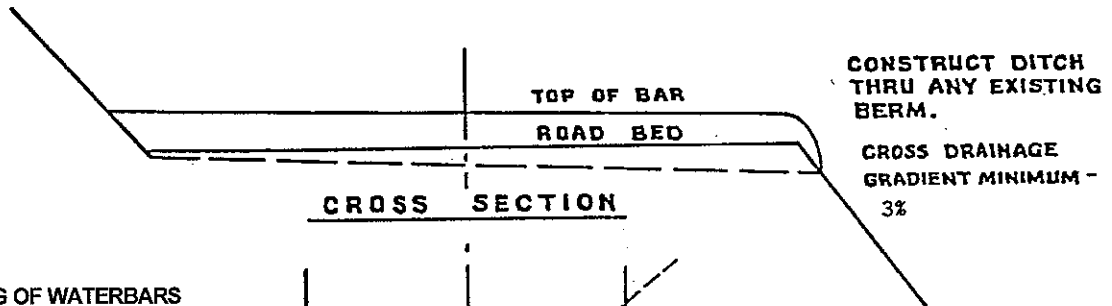 TOP OF BAR
ROAD BED
CONSTRUCT DITCH
THRU ANY EXISTING
BERM.
CROSS DRAINAGE
GRADIENT MINIMUM -
3%
CROSS SECTION
OF WATERBARS